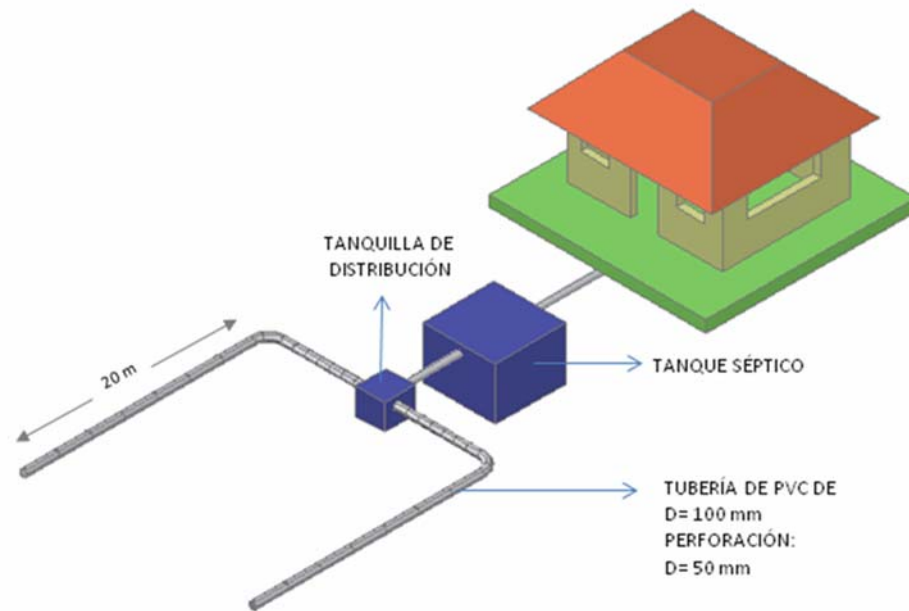 TANQUILLA DE
DISTRIBUCIÓN
20 m
TANQUE SÉPTICO
TUBERÍA DE PVC DE
D= 100 mm
PERFORACIÓN:
D= 50 mm